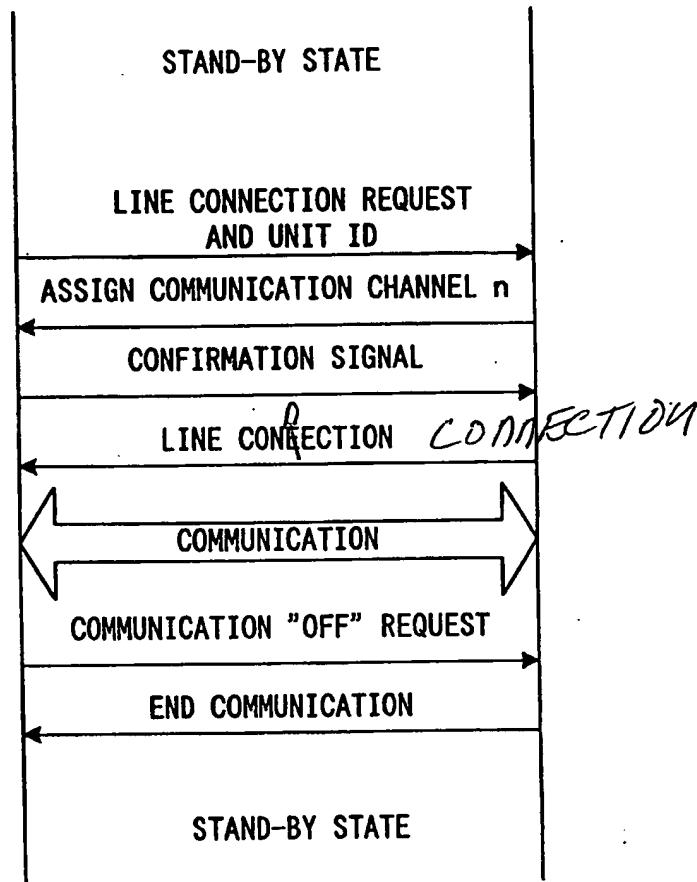 STAND-BY STATE
LINE CONNECTION REQUEST
AND UNIT ID
ASSIGN COMMUNICATION CHANNEL n
CONFIRMATION SIGNAL
LINE CONECTION CONNECTION
COMMUNICATION
COMMUNICATION "OFF" REQUEST
END COMMUNICATION
STAND-BY STATE